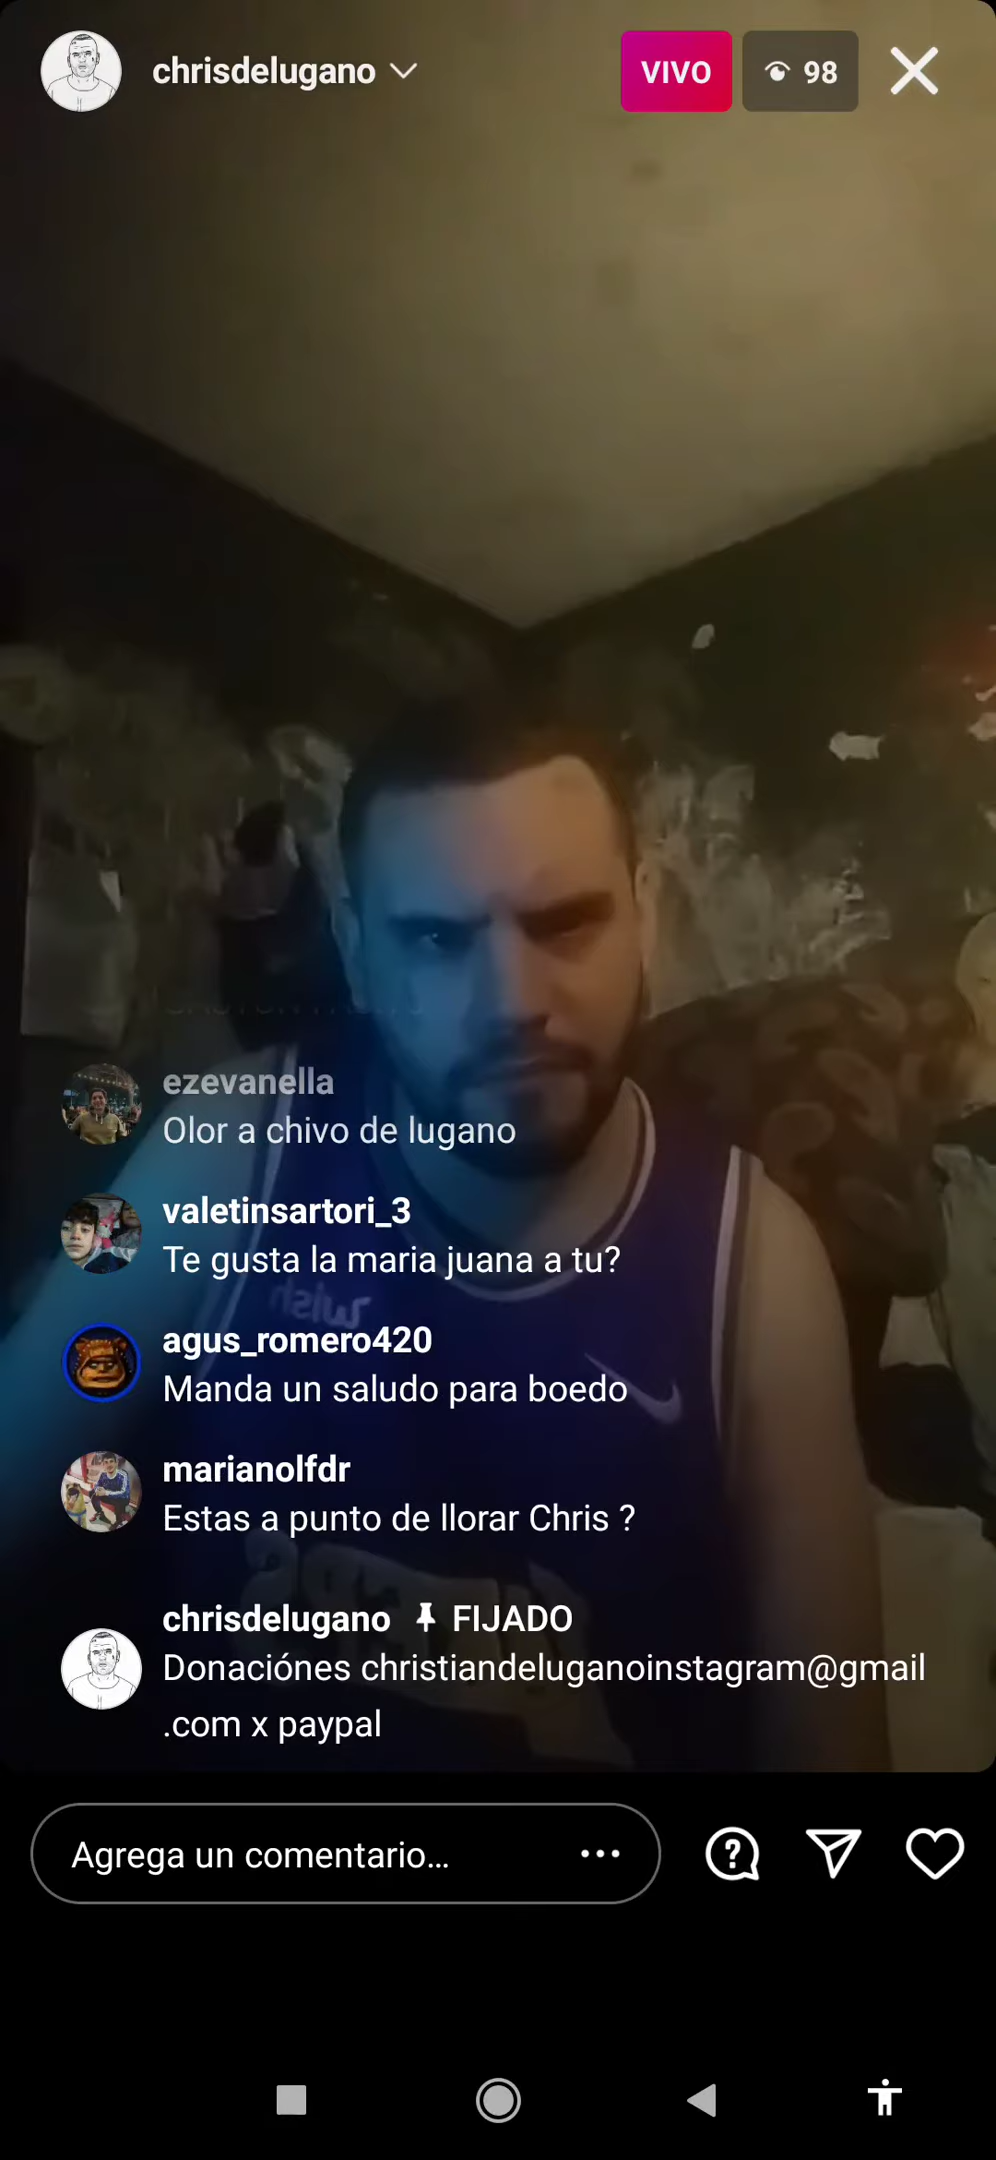 chrisdelugano
VIVO
98
ezevanella
Olor a chivo de lugano
valetinsartori_3
Te gusta la maria juana a tu?
agus_romero420
Manda un saludo para boedo
marianolfdr
Estas a punto de llorar Chris ?
chrisdelugano FIJADO
Donaciónes christiandeluganoinstagram@gmail
.com x paypal
Agrega un comentario...